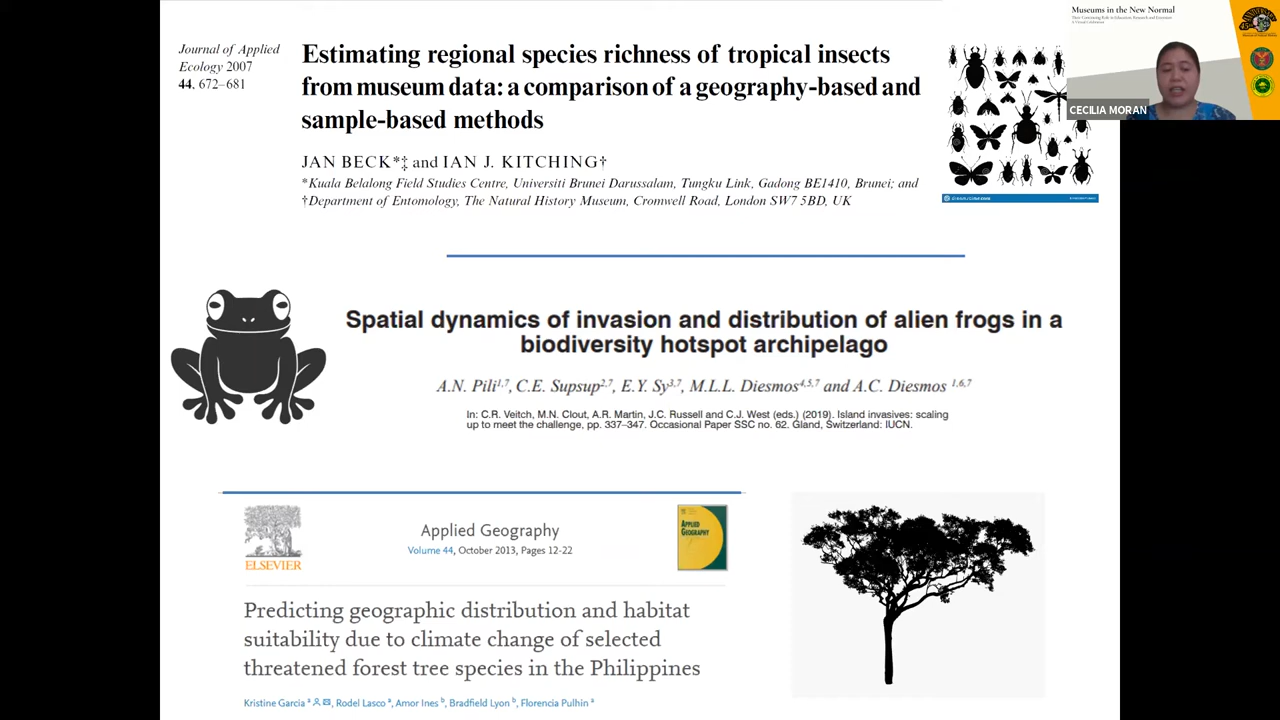 Journal of Applied
Ecology 2007
44, 672–681
Estimating regional species richness of tropical insects
from museum data: a comparison of a geography-based and
sample-based methods
JAN BECK*‡ and IAN J. KITCHING†
*Kuala Belalong Field Studies Centre, Universiti Brunei Darussalam, Tungku Link, Gadong BE1410, Brunei; and
†Department of Entomology, The Natural History Museum, Cromwell Road, London SW7 5BD, UK
Museums in the New Normal
CECILIA MORAN
Spatial dynamics of invasion and distribution of alien frogs in a
biodiversity hotspot archipelago
A.N. Pili1,7, C.E. Supsup2,7, E.Y. Sy3,7, M.L.L. Diesmos4,5,7 and A.C. Diesmos 1,6,7
In: C.R. Veitch, M.N. Clout, A.R. Martin, J.C. Russell and C.J. West (eds.) (2019). Island invasives: scaling
up to meet the challenge, pp. 337–347. Occasional Paper SSC no. 62. Gland, Switzerland: IUCN.
ELSEVIER
Applied Geography
Volume 44, October 2013, Pages 12-22
APPLIED
GEOGRAPHY
Predicting geographic distribution and habitat
suitability due to climate change of selected
threatened forest tree species in the Philippines
Kristine Garcia a, Rodel Lasco a, Amor Ines b, Bradfield Lyon b, Florencia Pulhin a